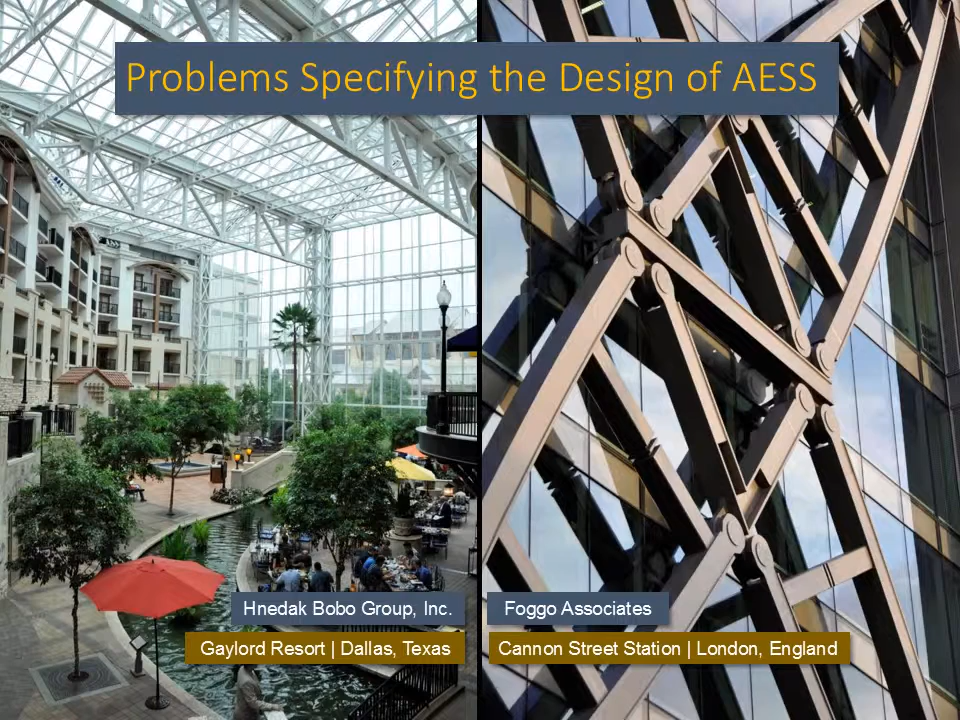 Problems Specifying the Design of AESS
Hnedak Bobo Group, Inc.
Gaylord Resort | Dallas, Texas
Foggo Associates
Cannon Street Station | London, England